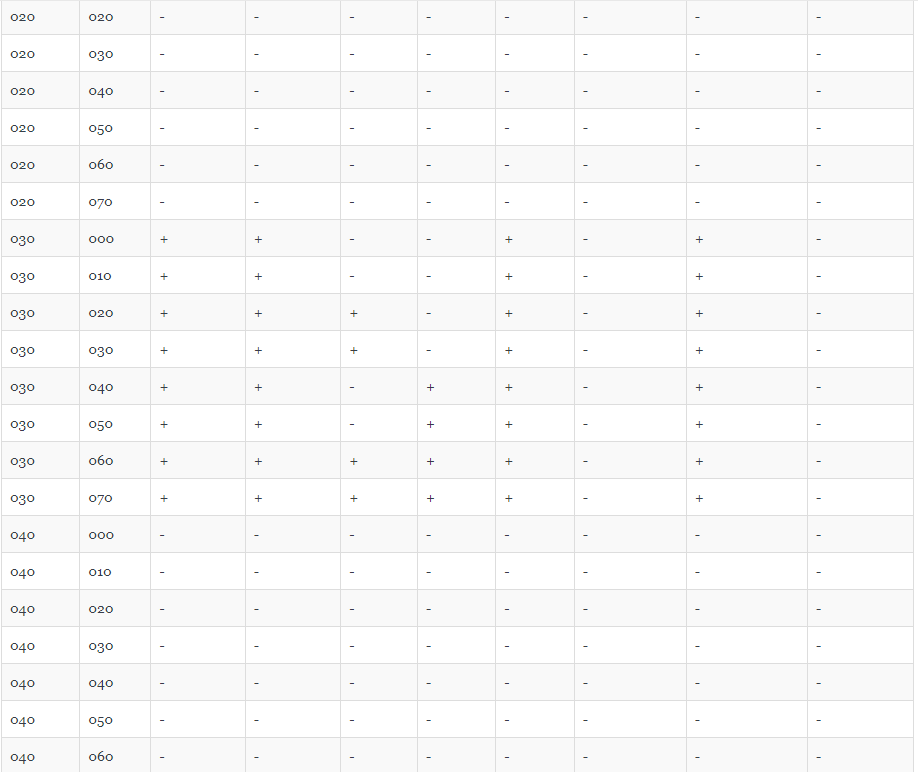 020 020 - - - - - - - -
020 030 - - - - - - - -
020 040 - - - - - - - -
020 050 - - - - - - - -
020 060 - - - - - - - -
020 070 - - - - - - - -
030 000 + + - - + - + -
030 010 + + - - + - + -
030 020 + + + - + - + -
030 030 + + + - + - + -
030 040 + + - + + - + -
030 050 + + - + + - + -
030 060 + + + + + - + -
030 070 + + + + + - + -
040 000 - - - - - - - -
040 010 - - - - - - - -
040 020 - - - - - - - -
040 030 - - - - - - - -
040 040 - - - - - - - -
040 050 - - - - - - - -
040 060 - - - - - - - -